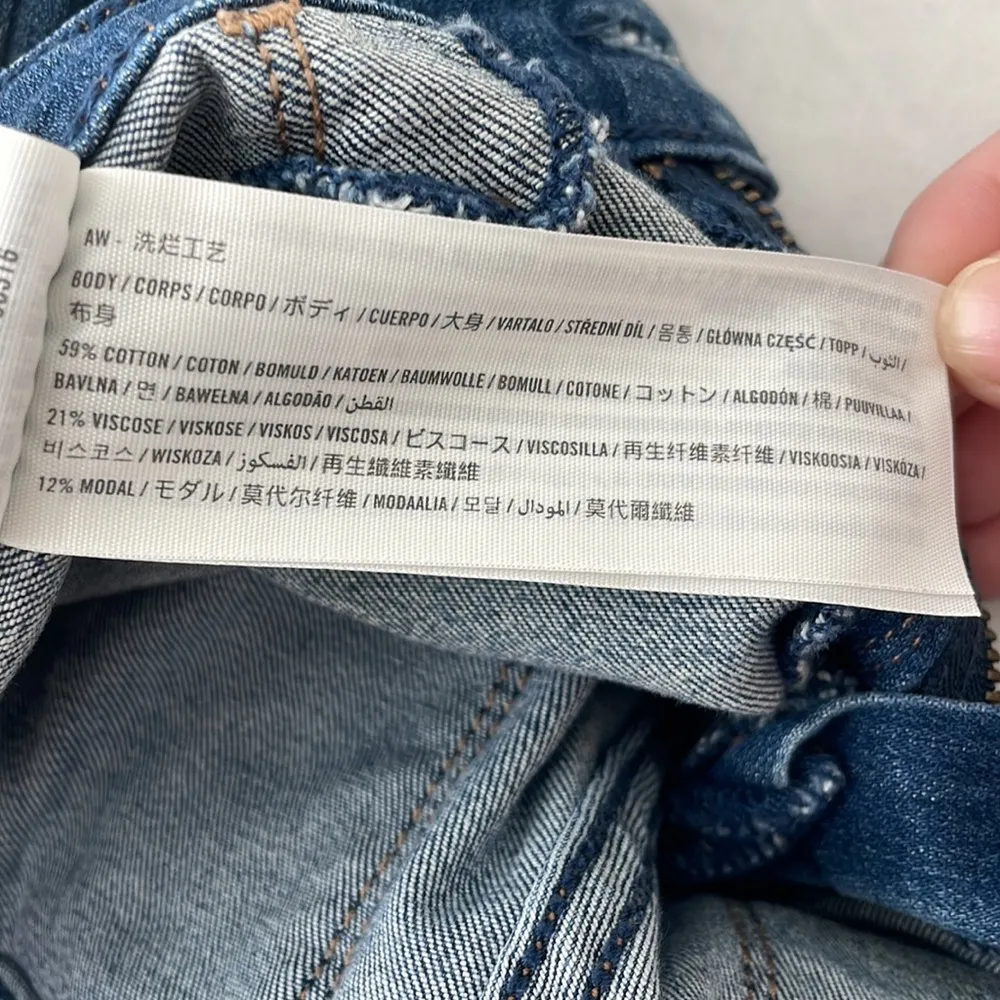 AW - 洗烂工艺
BODY / CORPS / CORPO / ボディ / CUERPO / 大身 / VARTALO / STŘEDNÍ DÍL / 몸통 / GŁÓWNA CZĘŚĆ / TOPP / الثوب /
布身
59% COTTON / COTON / BOMULD / KATOEN / BAUMWOLLE / BOMULL / COTONE / コットン / ALGODÓN / 棉 / PUUVILLAA /
BAVLNA / 면 / BAWEŁNA / ALGODÃO / القطن
21% VISCOSE / VISKOSE / VISKOS / VISCOSA / ビスコース / VISCOSILLA / 再生纤维素纤维 / VISKOOSIA / VISKÓZA /
비스코스 / WISKOZA / الفسكوز / 再生纖維素纖維
12% MODAL / モダル / 莫代尔纤维 / MODAALIA / 모달 / المودال / 莫代爾纖維